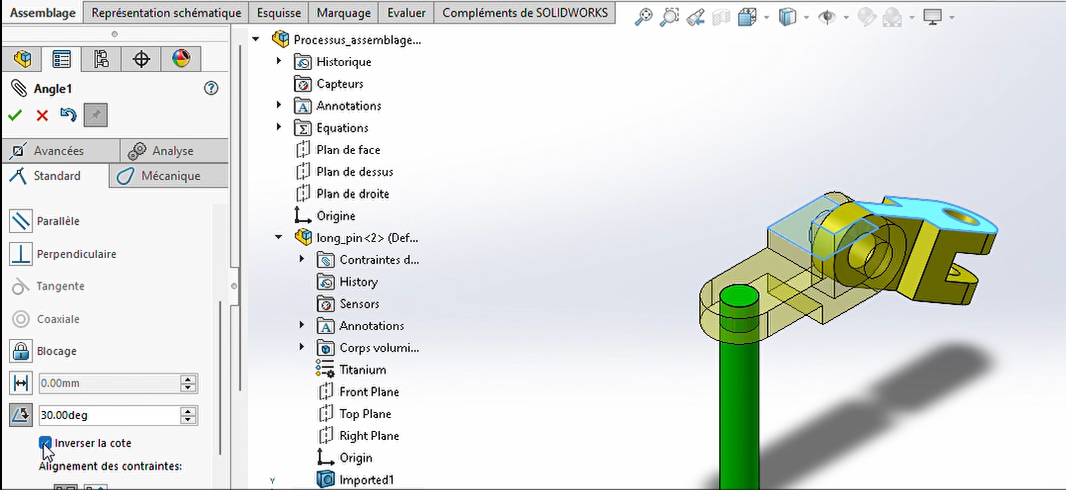 Assemblage Représentation schématique Esquisse Marquage Evaluer Compléments de SOLIDWORKS
Angle1
Avancées Analyse
Standard Mécanique
Parallèle
Perpendiculaire
Tangente
Coaxiale
Blocage
0.00mm
30.00deg
Inverser la cote
Alignement des contraintes:
Processus_assemblage...
Historique
Capteurs
Annotations
Equations
Plan de face
Plan de dessus
Plan de droite
Origine
long_pin<2> (Def...
Contraintes d...
History
Sensors
Annotations
Corps volumi...
Titanium
Front Plane
Top Plane
Right Plane
Origin
Imported1
Y